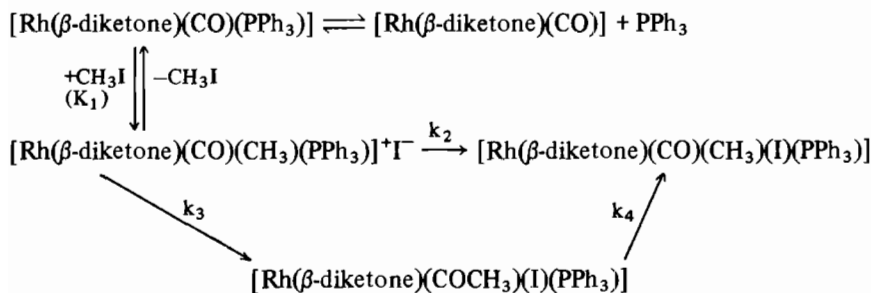 [Rh(β-diketone)(CO)(PPh₃)] ⇌ [Rh(β-diketone)(CO)] + PPh₃
+CH₃I −CH₃I
(K₁)
[Rh(β-diketone)(CO)(CH₃)(PPh₃)]⁺I⁻ k₂ → [Rh(β-diketone)(CO)(CH₃)(I)(PPh₃)]
k₃ k₄
[Rh(β-diketone)(COCH₃)(I)(PPh₃)]